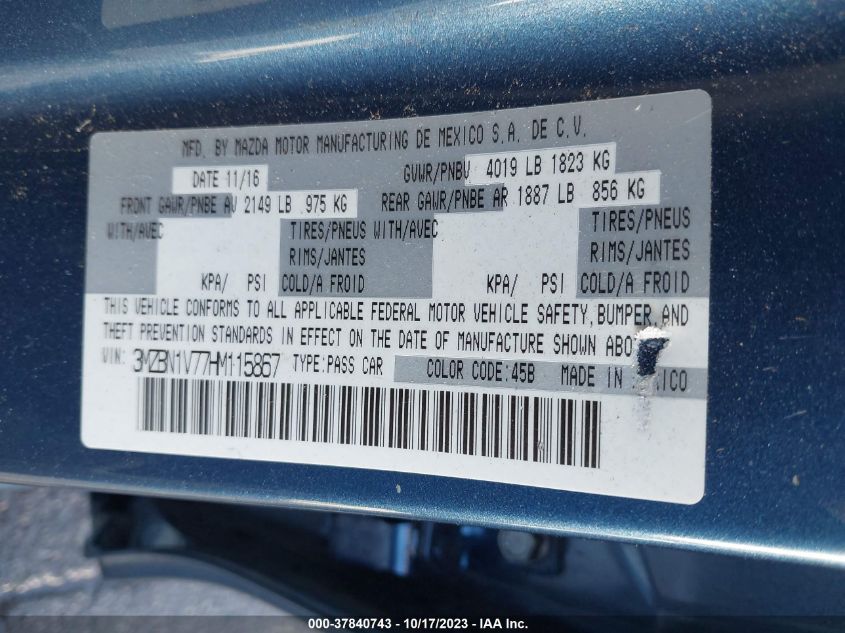 MFD. BY MAZDA MOTOR MANUFACTURING DE MEXICO S.A. DE C.V.
DATE 11/16 GVWR/PNBV 4019 LB 1823 KG
FRONT GAWR/PNBE AV 2149 LB 975 KG REAR GAWR/PNBE AR 1887 LB 856 KG
WITH/AVEC TIRES/PNEUS WITH/AVEC TIRES/PNEUS
RIMS/JANTES RIMS/JANTES
KPA/ PSI COLD/A FROID KPA/ PSI COLD/A FROID
THIS VEHICLE CONFORMS TO ALL APPLICABLE FEDERAL MOTOR VEHICLE SAFETY, BUMPER, AND
THEFT PREVENTION STANDARDS IN EFFECT ON THE DATE OF MANUFACTURE SHOWN ABO
VIN: 3MZBN1V77HM115867 TYPE:PASS CAR COLOR CODE:45B MADE IN XICO
000-37840743 - 10/17/2023 - IAA Inc.